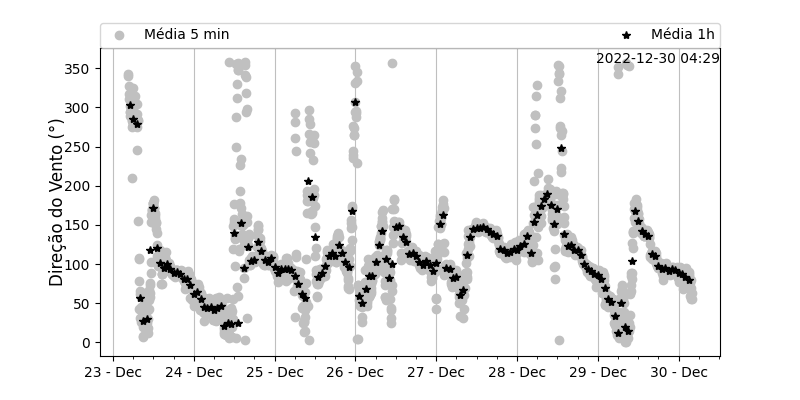 Média 5 min
Média 1h
2022-12-30 04:29
Direção do Vento (°)
350
300
250
200
150
100
50
0
23 - Dec
24 - Dec
25 - Dec
26 - Dec
27 - Dec
28 - Dec
29 - Dec
30 - Dec